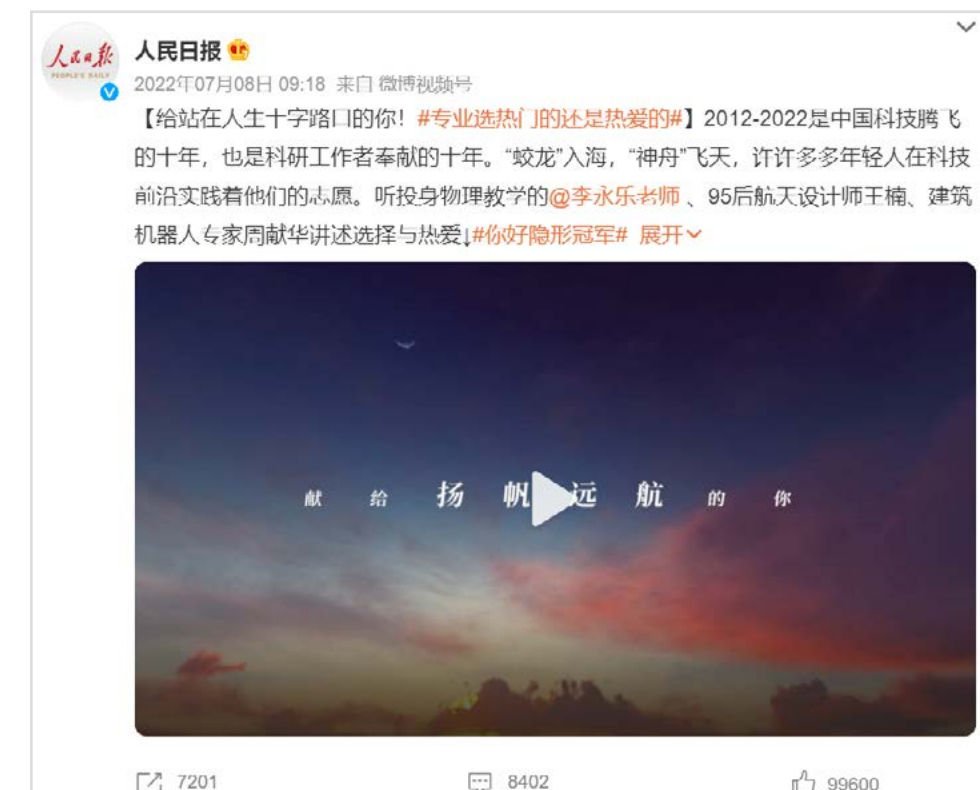 人民日报
PEOPLE'S DAILY
人民日报
2022年07月08日 09:18 来自 微博视频号
【给站在人生十字路口的你！#专业选热门的还是热爱的#】2012-2022是中国科技腾飞
的十年，也是科研工作者奉献的十年。“蛟龙”入海，“神舟”飞天，许许多多年轻人在科技
前沿实践着他们的志愿。听投身物理教学的@李永乐老师 、95后航天设计师王楠、建筑
机器人专家周献华讲述选择与热爱↓#你好隐形冠军# 展开
献给扬帆远航的你
7201 8402 99600